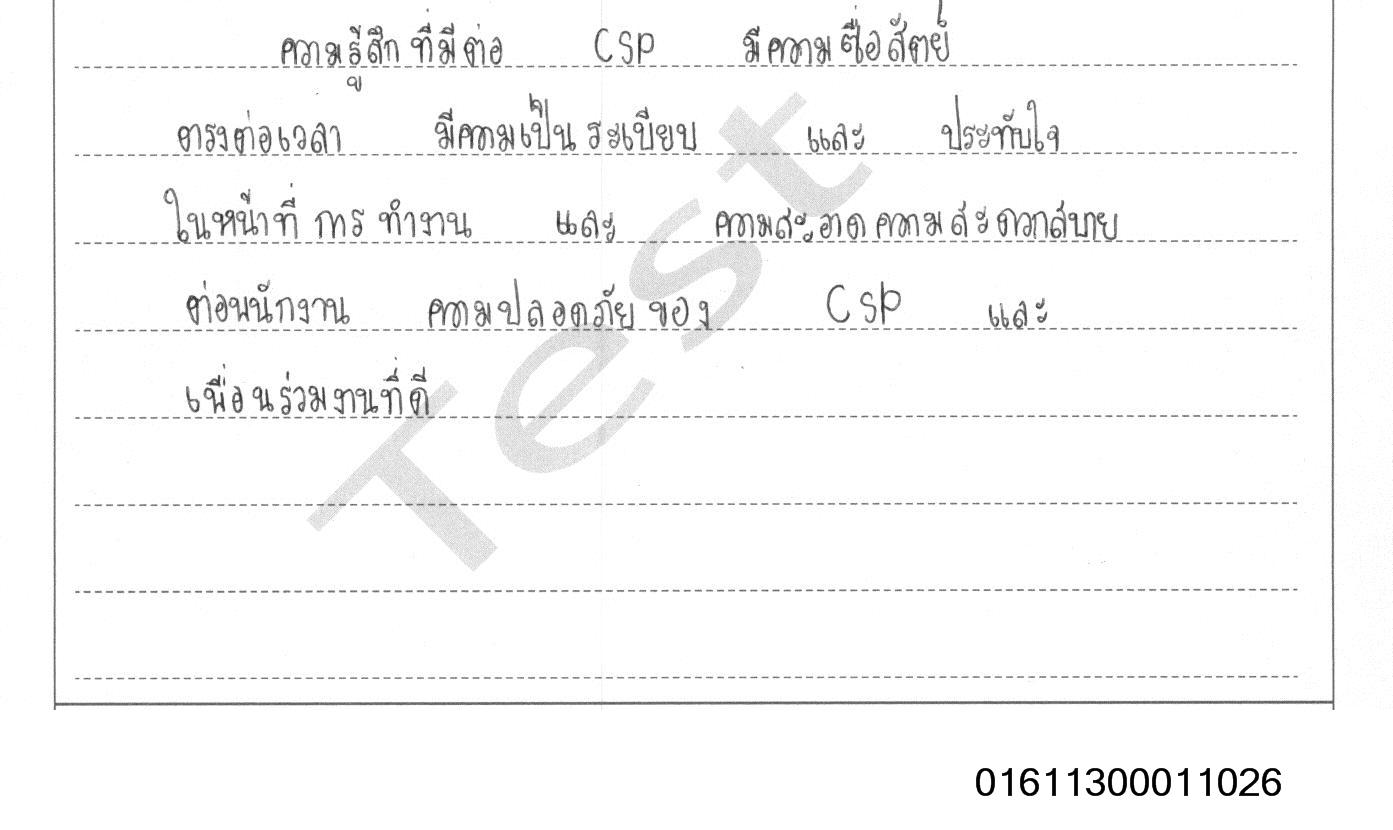 ความรู้สึก ที่มีต่อ CSP มีความซื่อสัตย์
ตรงต่อเวลา มีความเป็น ระเบียบ และ ประทับใจ
ในหน้าที่ การ ทำงาน และ ความสะอาด ความ สะดวกสบาย
ต่อพนักงาน ความปลอดภัย ของ CSP และ
เพื่อนร่วมงานที่ดี
Test
01611300011026